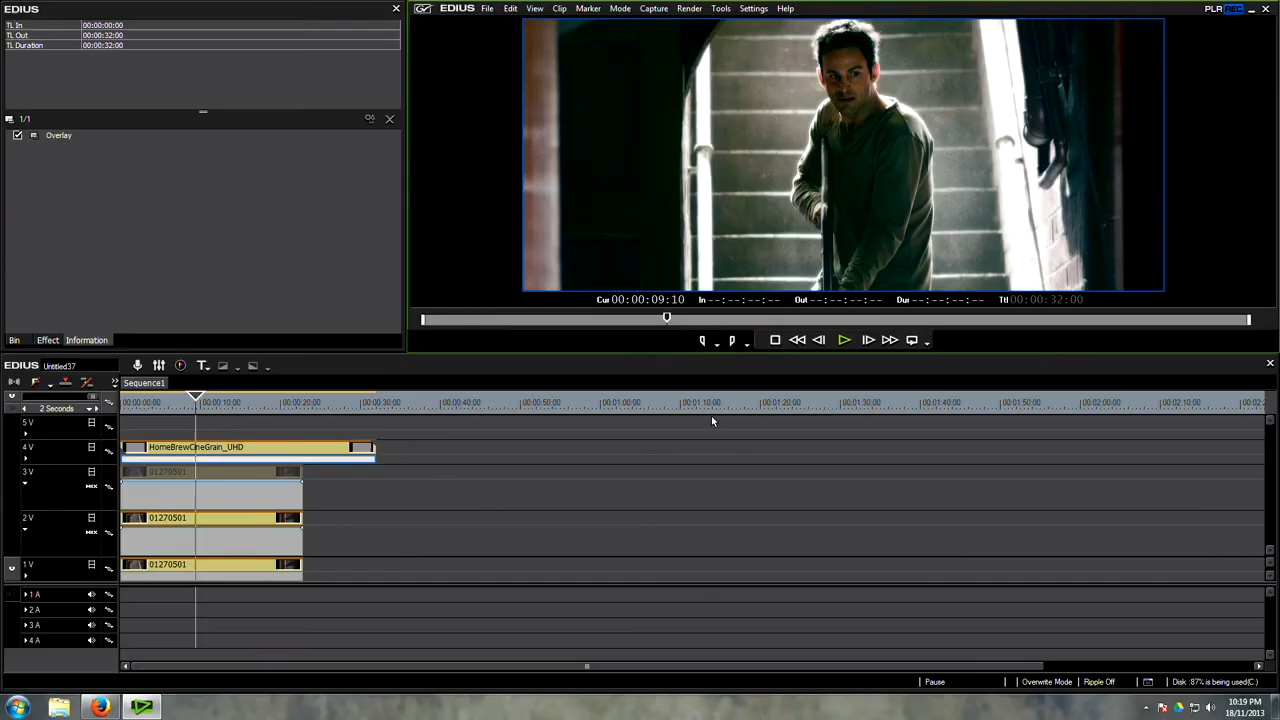 EDIUS
TL In 00:00:00:00
TL Out 00:00:32:00
TL Duration 00:00:32:00
1/1
Overlay
Bin Effect Information
EDIUS File Edit View Clip Marker Mode Capture Render Tools Settings Help PLR REC
Cur 00:00:09:10 In --:--:--:-- Out --:--:--:-- Dur --:--:--:-- Ttl 00:00:32:00
EDIUS Untitled37
Sequence1
2 Seconds
00:00:00:00 00:00:10:00 00:00:20:00 00:00:30:00 00:00:40:00 00:00:50:00 00:01:00:00 00:01:10:00 00:01:20:00 00:01:30:00 00:01:40:00 00:01:50:00 00:02:00:00 00:02:10:00 00:02:2
5 V
4 V HomeBrewCineGrain_UHD
3 V 01270501
MIX
2 V 01270501
MIX
1 V 01270501
1 A
2 A
3 A
4 A
Pause Overwrite Mode Ripple Off Disk :87% is being used(C:)
10:19 PM
18/11/2013